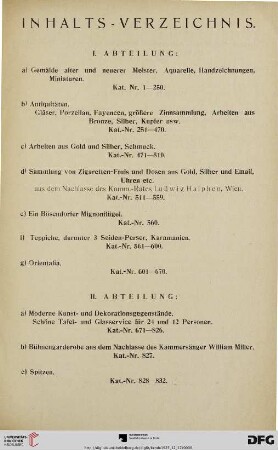 INHALTS-VERZEICHNIS.
I. ABTEILUNG:
a) Gemälde alter und neuerer Meister, Aquarelle, Handzeichnungen,
Miniaturen.
Kat. Nr. 1—250.
b) Antiquitäten.
Gläser, Porzellan, Fayencen, größere Zinnsammlung, Arbeiten aus
Bronze, Silber, Kupfer usw.
Kat.-Nr. 251—470.
c) Arbeiten aus Gold und Silber, Schmuck.
Kat.-Nr. 471—510.
d) Sammlung von Zigaretten-Etuis und Dosen aus Gold, Silber und Email,
Uhren etc.
aus dem Nachlasse des Komm.-Rates Ludwig Halphen, Wien.
Kat.-Nr. 511—559.
e) Ein Bösendorfer Mignonflügel.
Kat.-Nr. 560.
f) Teppiche, darunter 3 Seiden-Perser, Karamanien.
Kat.-Nr. 561—600.
g) Orientalia.
Kat.-Nr. 601—670.
II. ABTEILUNG:
a) Moderne Kunst- und Dekorationsgegenstände.
Schöne Tafel- und Glasservice für 24 und 12 Personen.
Kat.-Nr. 671—826.
b) Bühnengarderobe aus dem Nachlasse des Kammersängers William Miller.
Kat.-Nr. 827.
c) Spitzen.
Kat.-Nr. 828—832.
UNIVERSITÄTS-
BIBLIOTHEK
HEIDELBERG